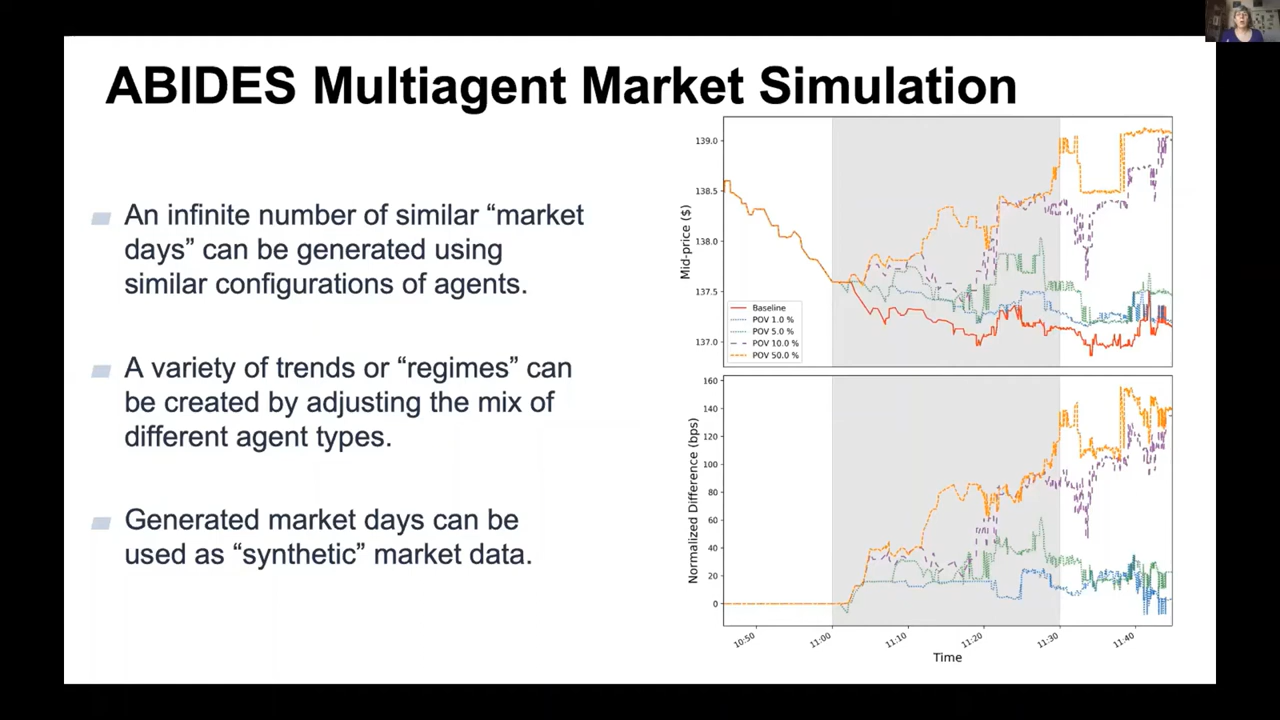 ABIDES Multiagent Market Simulation
An infinite number of similar “market
days” can be generated using
similar configurations of agents.
A variety of trends or “regimes” can
be created by adjusting the mix of
different agent types.
Generated market days can be
used as “synthetic” market data.
139.0
138.5
138.0
137.5
137.0
Mid-price ($)
Baseline
POV 1.0 %
POV 5.0 %
POV 10.0 %
POV 50.0 %
160
140
120
100
80
60
40
20
0
Normalized Difference (bps)
10:50
11:00
11:10
11:20
11:30
11:40
Time